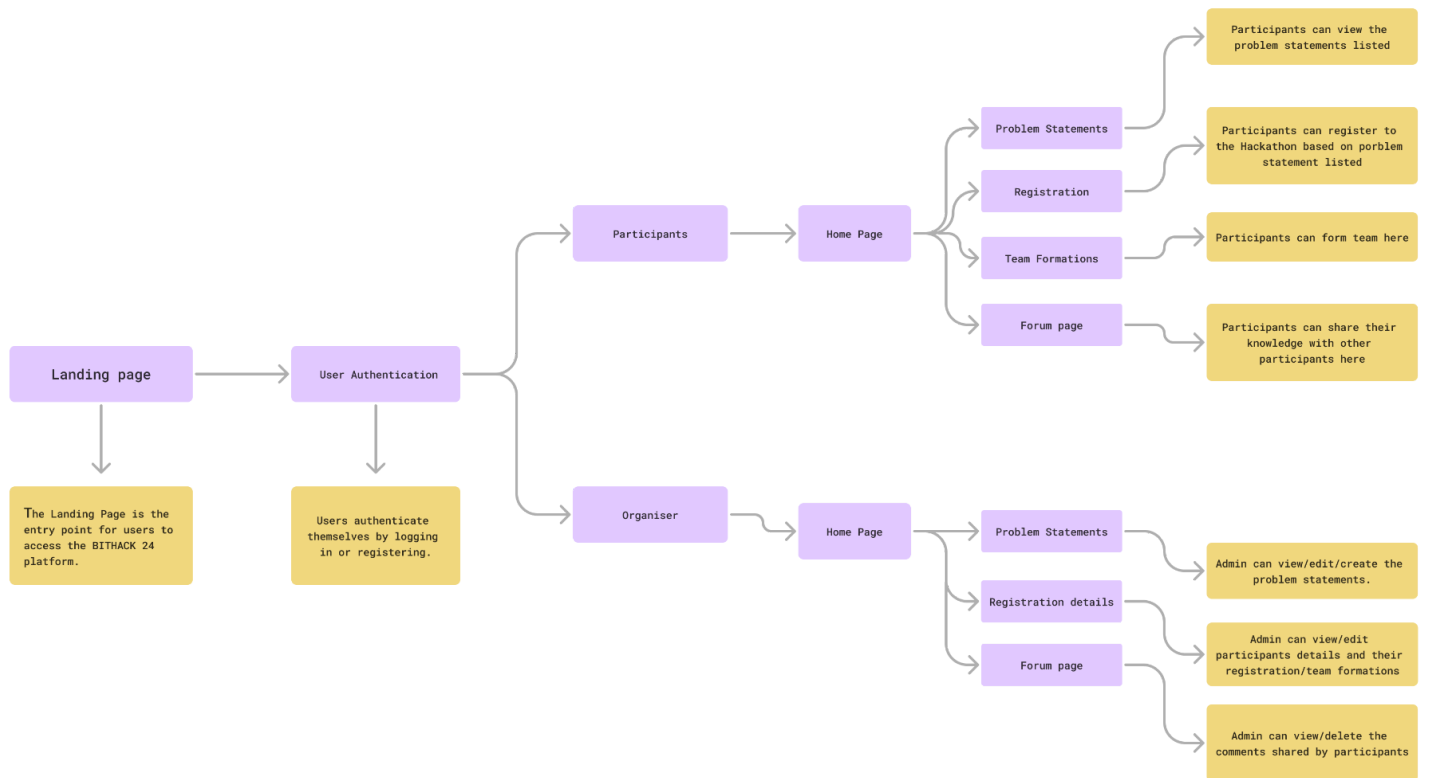 Participants can view the
problem statements listed
Problem Statements
Participants can register to
the Hackathon based on porblem
statement listed
Registration
Participants
Home Page
Team Formations
Participants can form team here
Forum page
Participants can share their
knowledge with other
participants here
Landing page
User Authentication
The Landing Page is the
entry point for users to
access the BITHACK 24
platform.
Users authenticate
themselves by logging
in or registering.
Organiser
Home Page
Problem Statements
Admin can view/edit/create the
problem statements.
Registration details
Admin can view/edit
participants details and their
registration/team formations
Forum page
Admin can view/delete the
comments shared by participants